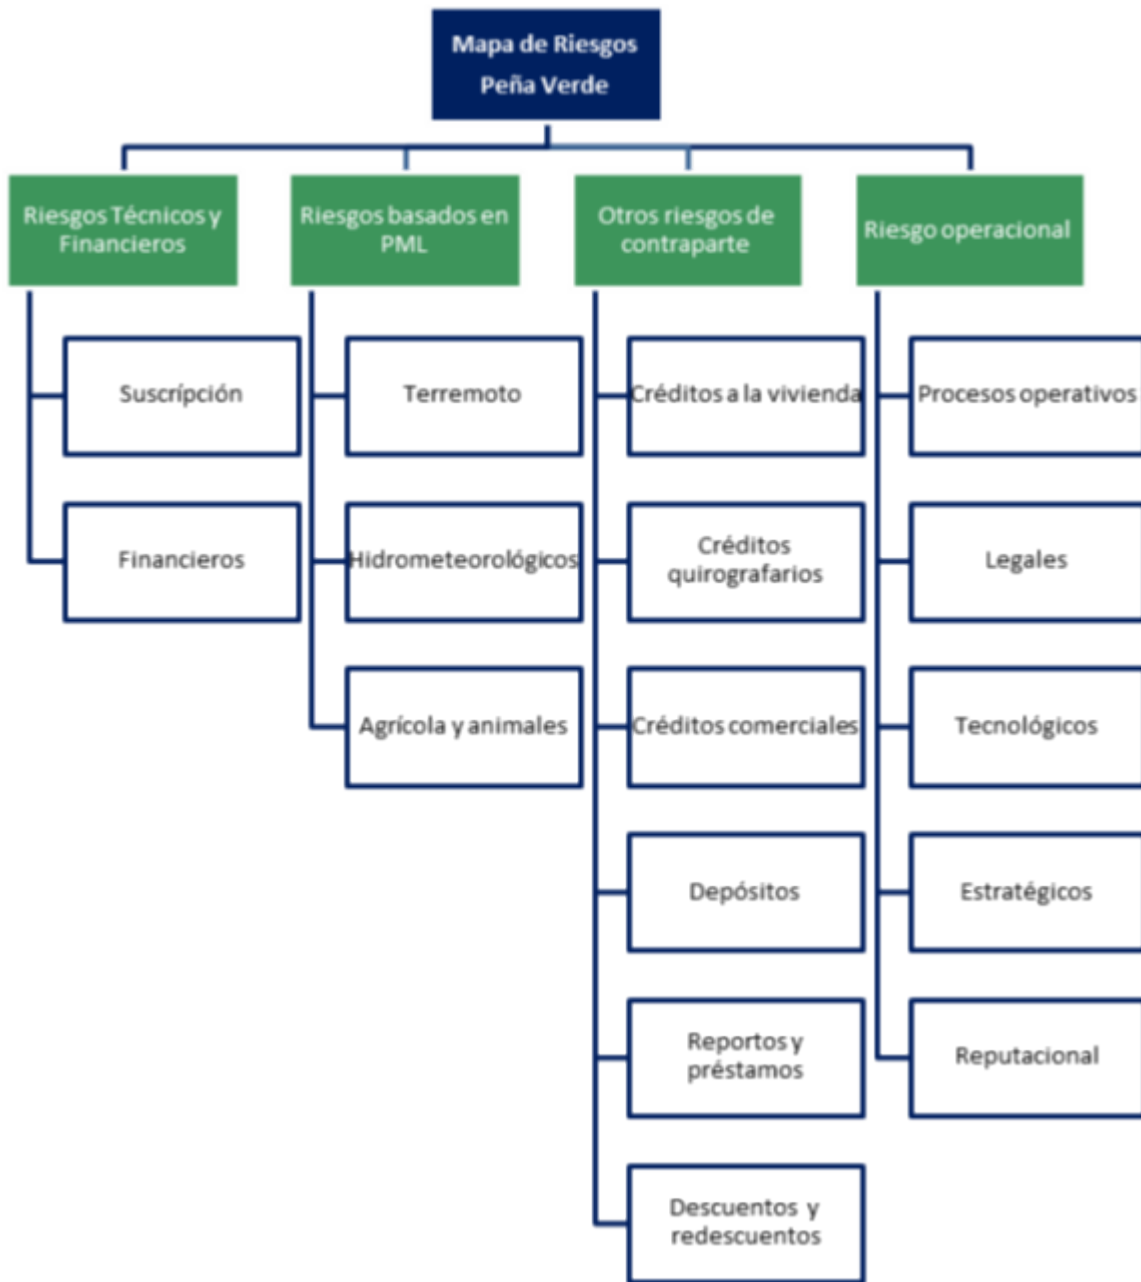 Mapa de Riesgos
Peña Verde
Riesgos Técnicos y
Financieros
Suscrípción
Financieros
Riesgos basados en
PML
Terremoto
Hidrometeorológicos
Agrícola y animales
Otros riesgos de
contraparte
Créditos a la vivienda
Créditos
quirografarios
Créditos comerciales
Depósitos
Reportos y
préstamos
Descuentos y
redescuentos
Riesgo operacional
Procesos operativos
Legales
Tecnológicos
Estratégicos
Reputacional